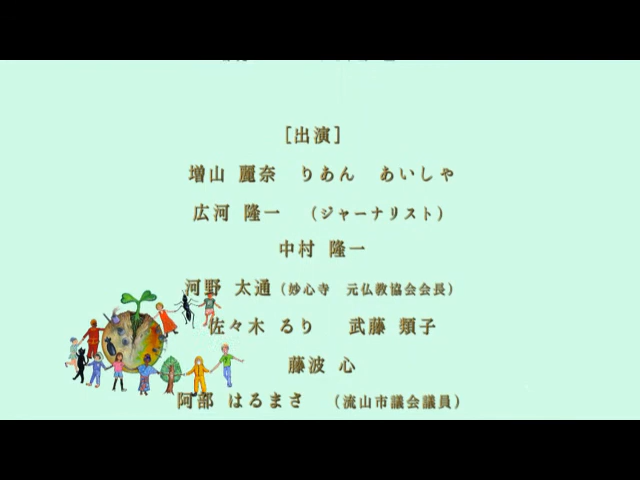 [出演]
増山 麗奈 りあん あいしゃ
広河 隆一 (ジャーナリスト)
中村 隆一
河野 太通 (妙心寺 元仏教協会会長)
佐々木 るり 武藤 類子
藤波 心
阿部 はるまさ (流山市議会議員)